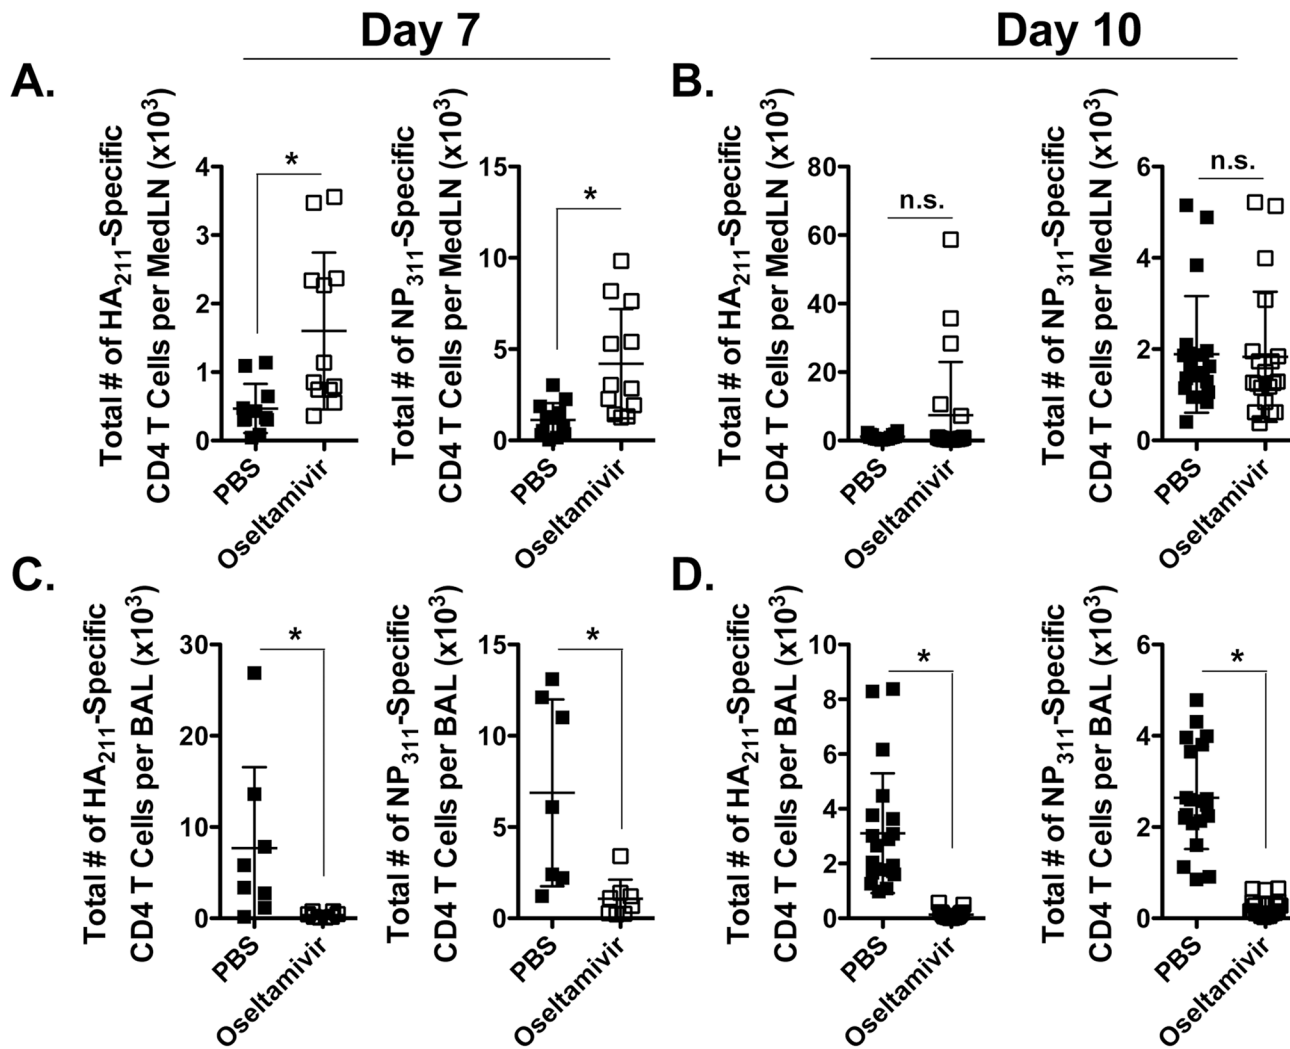 Day 7
Day 10
A.
Total # of HA211-Specific
CD4 T Cells per MedLN (x10³)
4
3
2
1
0
*
PBS
Oseltamivir
Total # of NP311-Specific
CD4 T Cells per MedLN (x10³)
15
10
5
0
*
PBS
Oseltamivir
B.
Total # of HA211-Specific
CD4 T Cells per MedLN (x10³)
80
60
40
20
0
n.s.
PBS
Oseltamivir
Total # of NP311-Specific
CD4 T Cells per MedLN (x10³)
6
4
2
0
n.s.
PBS
Oseltamivir
C.
Total # of HA211-Specific
CD4 T Cells per BAL (x10³)
30
20
10
0
*
PBS
Oseltamivir
Total # of NP311-Specific
CD4 T Cells per BAL (x10³)
15
10
5
0
*
PBS
Oseltamivir
D.
Total # of HA211-Specific
CD4 T Cells per BAL (x10³)
10
8
6
4
2
0
*
PBS
Oseltamivir
Total # of NP311-Specific
CD4 T Cells per BAL (x10³)
6
4
2
0
*
PBS
Oseltamivir